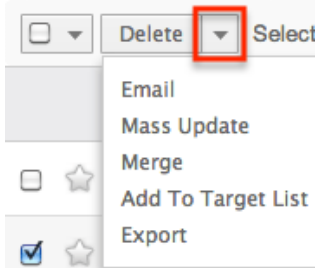 Delete Select
Email
Mass Update
Merge
Add To Target List
Export